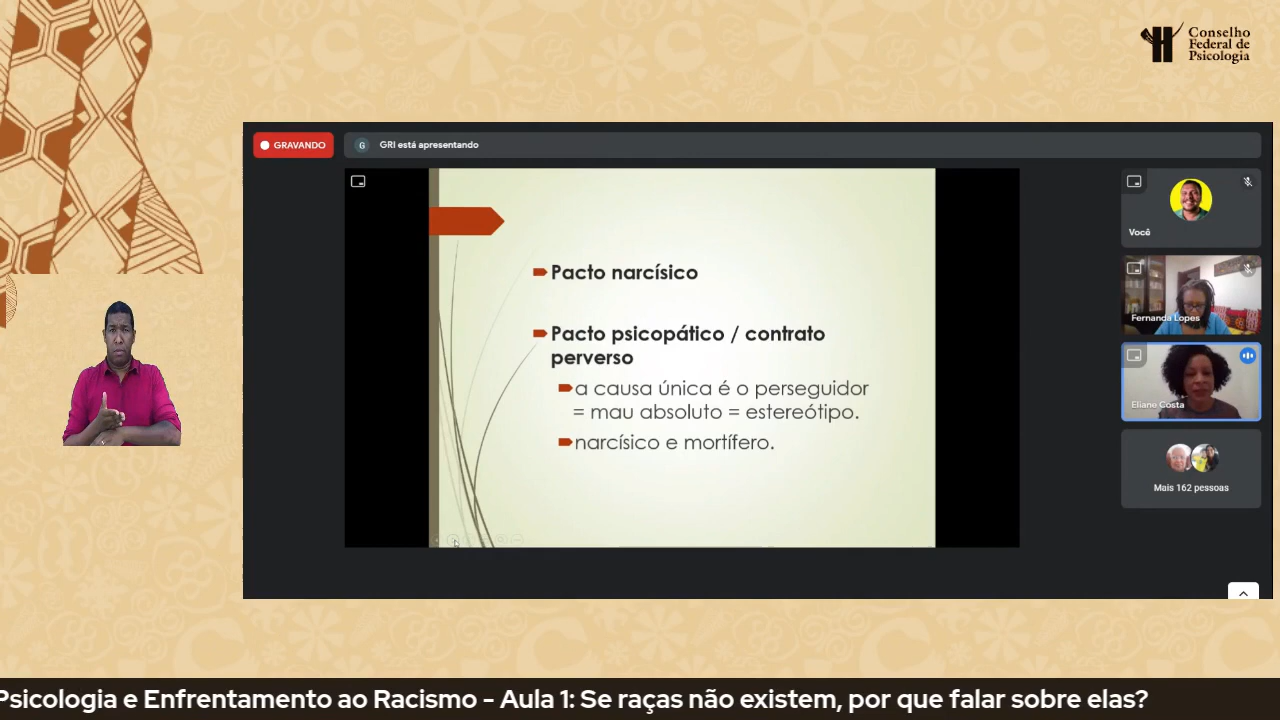 Conselho
Federal de
Psicologia
GRAVANDO
G
GRI está apresentando
Pacto narcísico
Pacto psicopático / contrato
perverso
a causa única é o perseguidor
= mau absoluto = estereótipo.
narcísico e mortífero.
Você
Fernanda Lopes
Eliane Costa
Mais 162 pessoas
Psicologia e Enfrentamento ao Racismo - Aula 1: Se raças não existem, por que falar sobre elas?